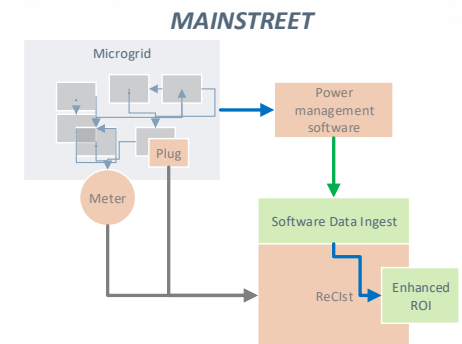 MAINSTREET
Microgrid
Power
management
software
Plug
Meter
Software Data Ingest
ReCIst
Enhanced
ROI